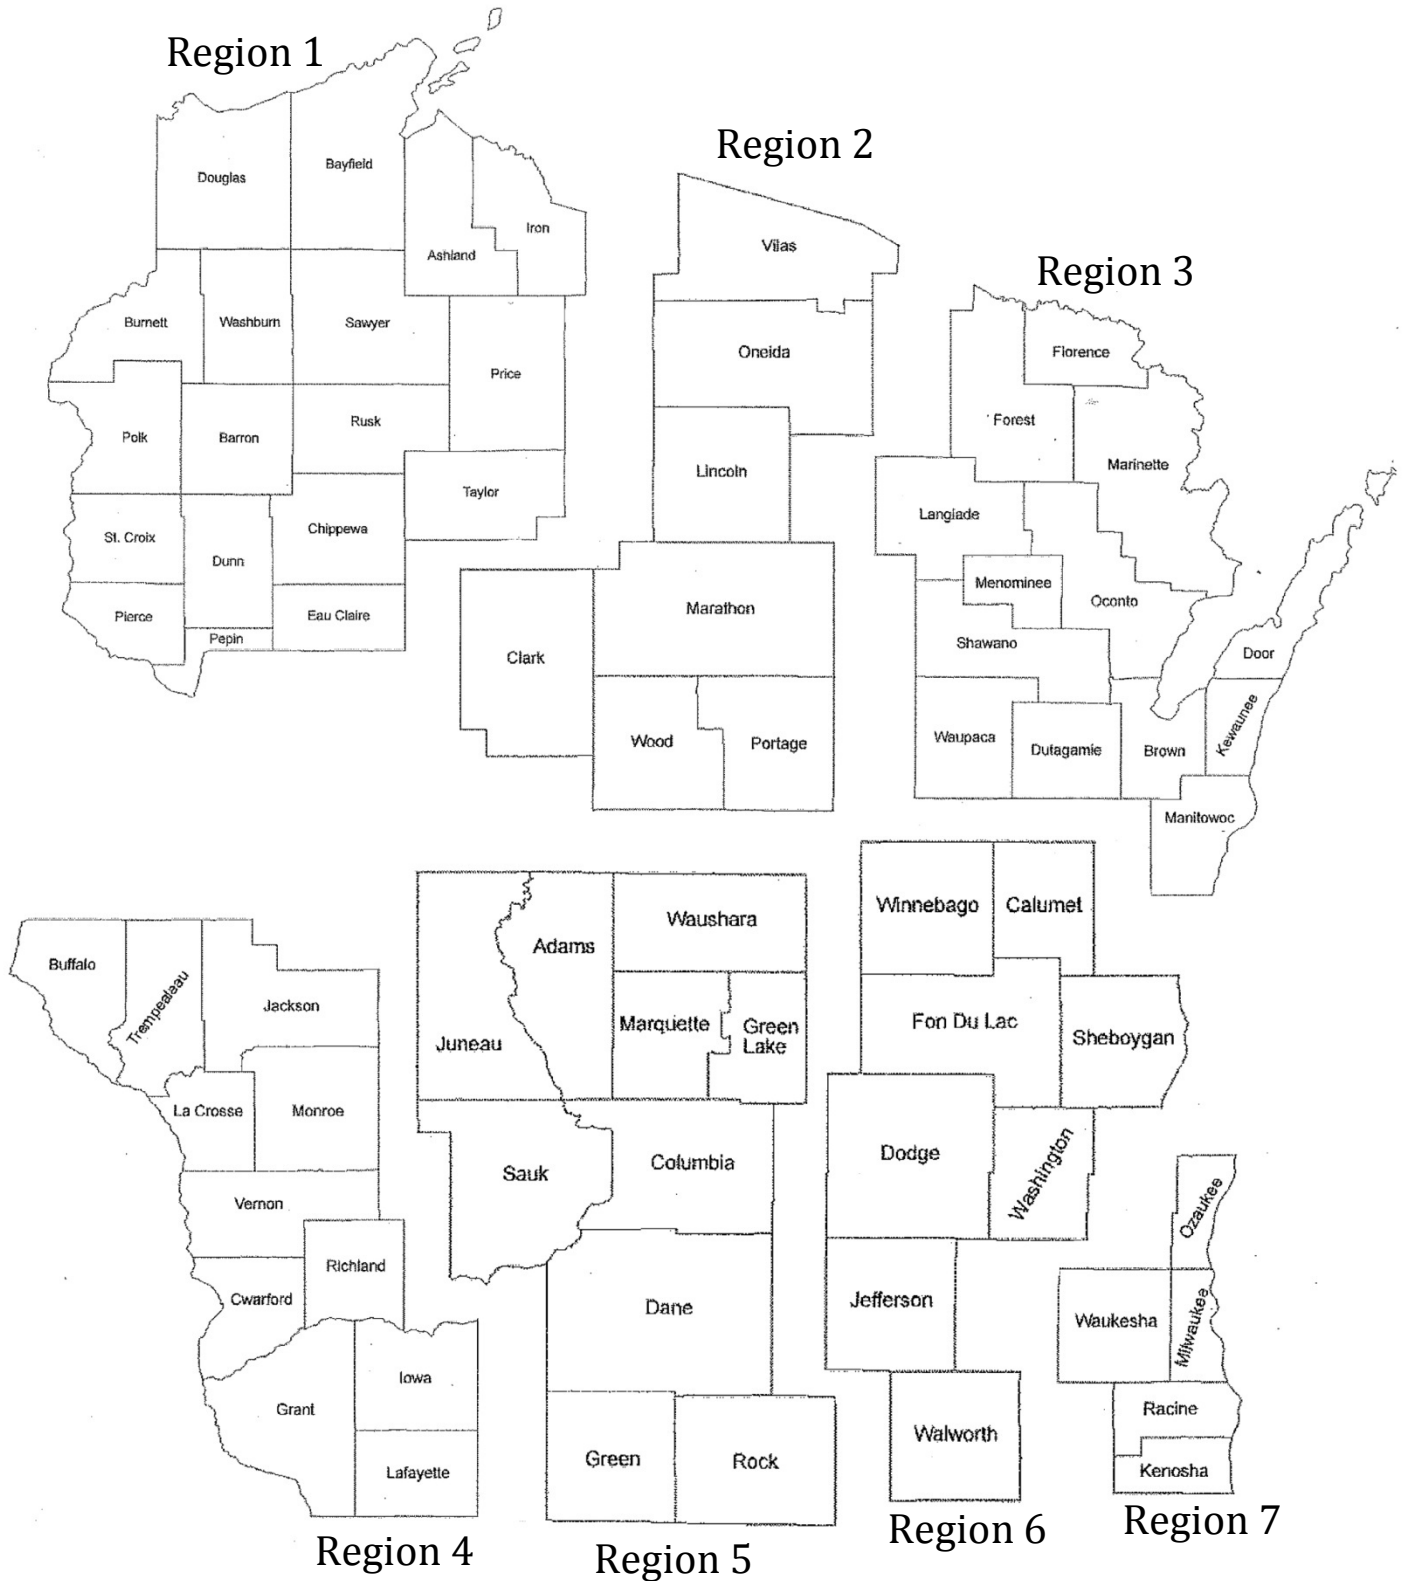 Region 1
Douglas
Bayfield
Ashland
Iron
Burnett
Washburn
Sawyer
Price
Polk
Barron
Rusk
Taylor
St. Croix
Dunn
Chippewa
Pierce
Pepin
Eau Claire
Region 2
Vilas
Oneida
Lincoln
Marathon
Clark
Wood
Portage
Region 3
Florence
Forest
Marinette
Langlade
Menominee
Oconto
Shawano
Door
Waupaca
Dutagamie
Brown
Kewaunee
Manitowoc
Buffalo
Trempealeau
Jackson
La Crosse
Monroe
Vernon
Richland
Cwarford
Grant
Iowa
Lafayette
Region 4
Juneau
Adams
Waushara
Marquette
Green
Lake
Sauk
Columbia
Dane
Green
Rock
Region 5
Winnebago
Calumet
Fon Du Lac
Sheboygan
Dodge
Washington
Jefferson
Walworth
Region 6
Ozaukee
Waukesha
Milwaukee
Racine
Kenosha
Region 7